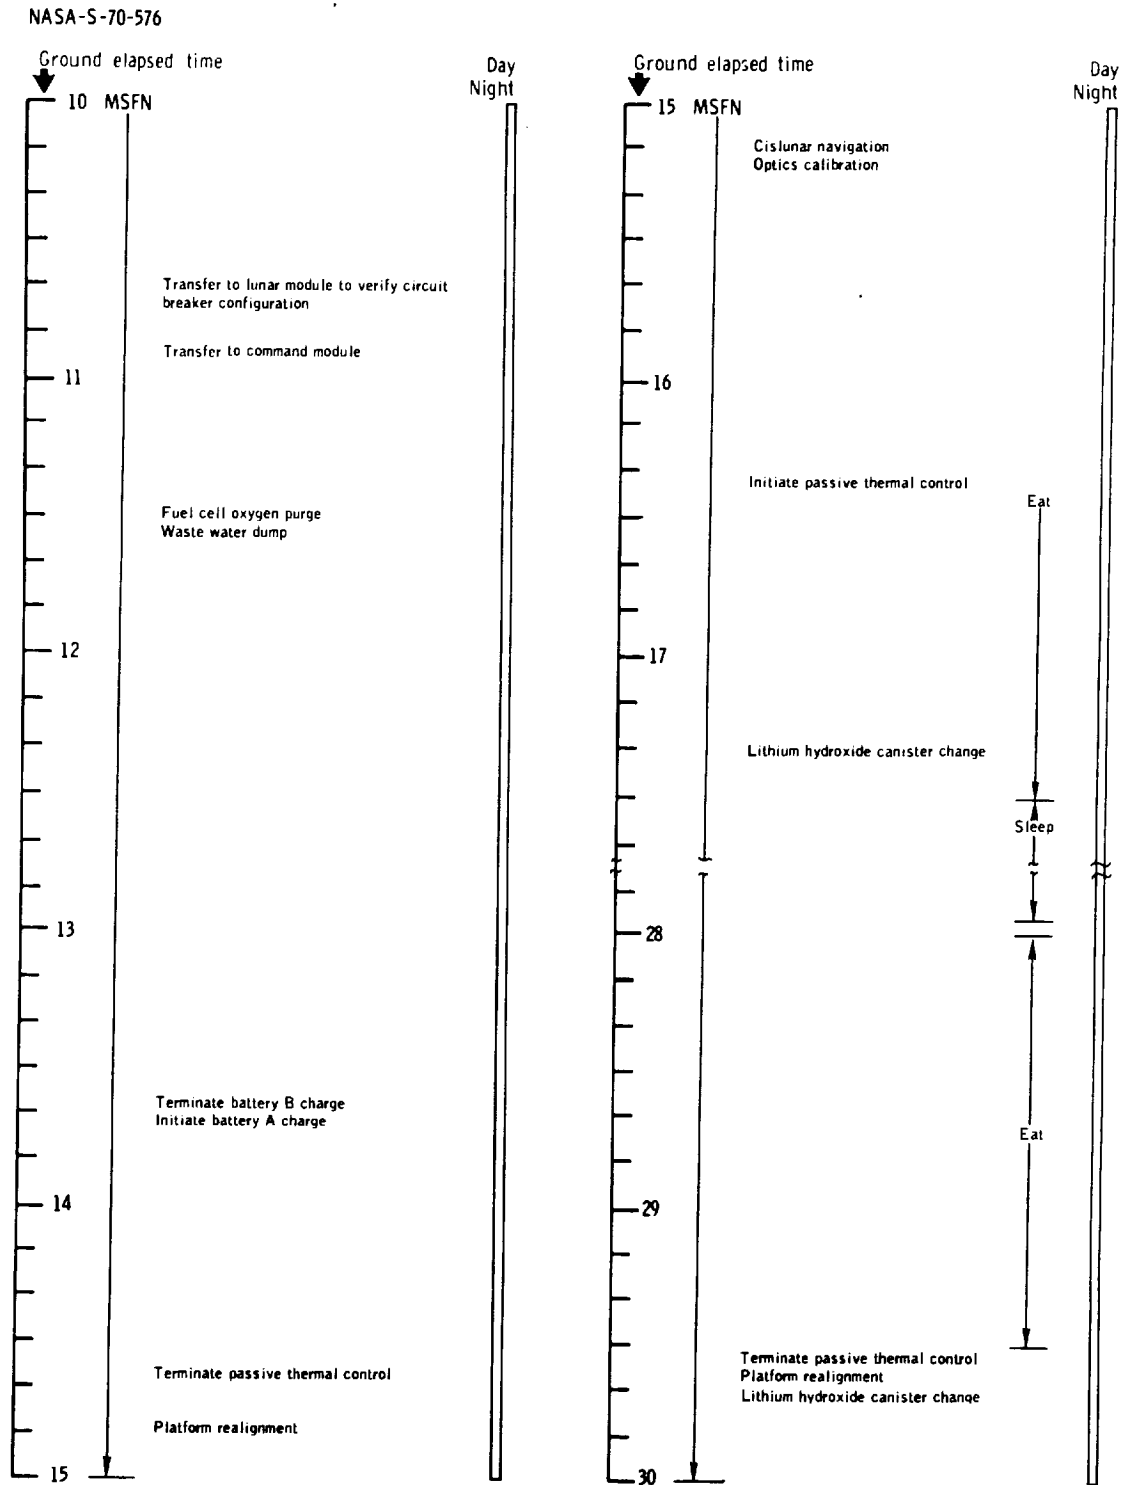 NASA-S-70-576
Ground elapsed time
Day
Night
10 MSFN
Transfer to lunar module to verify circuit
breaker configuration
Transfer to command module
11
Fuel cell oxygen purge
Waste water dump
12
13
Terminate battery B charge
Initiate battery A charge
14
Terminate passive thermal control
Platform realignment
15
Ground elapsed time
Day
Night
15 MSFN
Cislunar navigation
Optics calibration
16
Initiate passive thermal control
Eat
17
Lithium hydroxide canister change
Sleep
28
Eat
29
Terminate passive thermal control
Platform realignment
Lithium hydroxide canister change
30